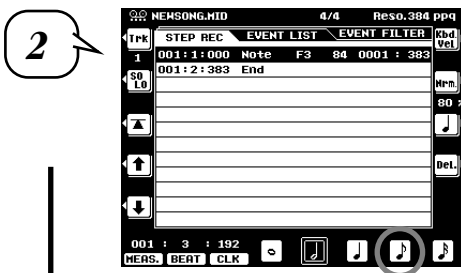 2
NEWSONG.MID 4/4 Reso.384 ppq
Trk STEP REC EVENT LIST EVENT FILTER Kbd. Vel
1 001:1:000 Note F3 84 0001 : 383
001:2:383 End
SO LO Nrm.
80
Del.
001 : 3 : 192
MEAS. BEAT CLK